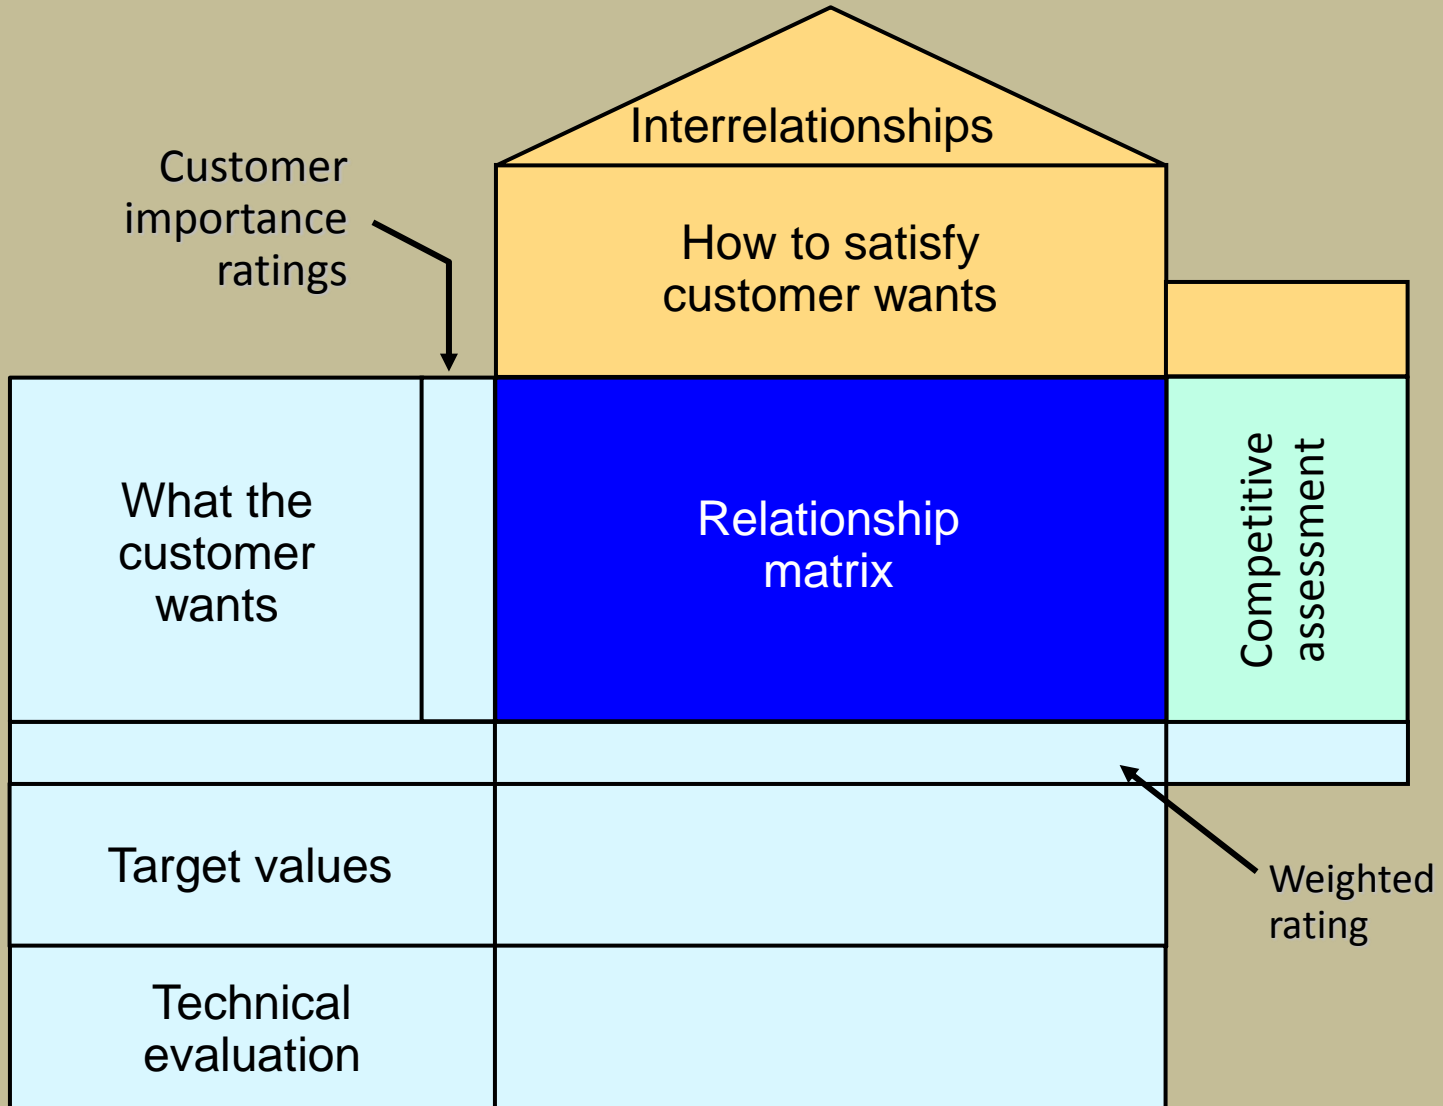 Interrelationships
Customer
importance
ratings
How to satisfy
customer wants
What the
customer
wants
Relationship
matrix
Competitive
assessment
Target values
Weighted
rating
Technical
evaluation